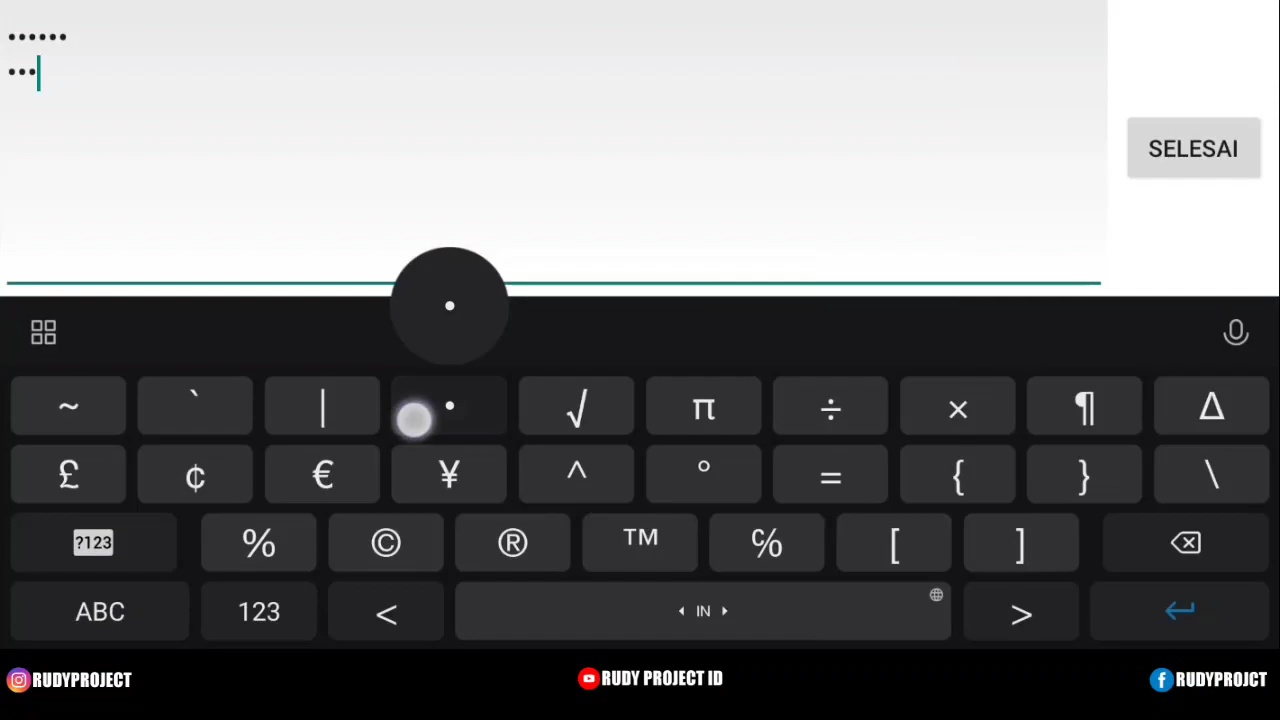 ••••••
•••
SELESAI
•
~ ` | • √ π ÷ × ¶ Δ
£ ¢ € ¥ ^ ° = { } \
?123 % © ® ™ ℅ [ ]
ABC 123 < IN >
RUDYPROJECT RUDY PROJECT ID RUDYPROJCT